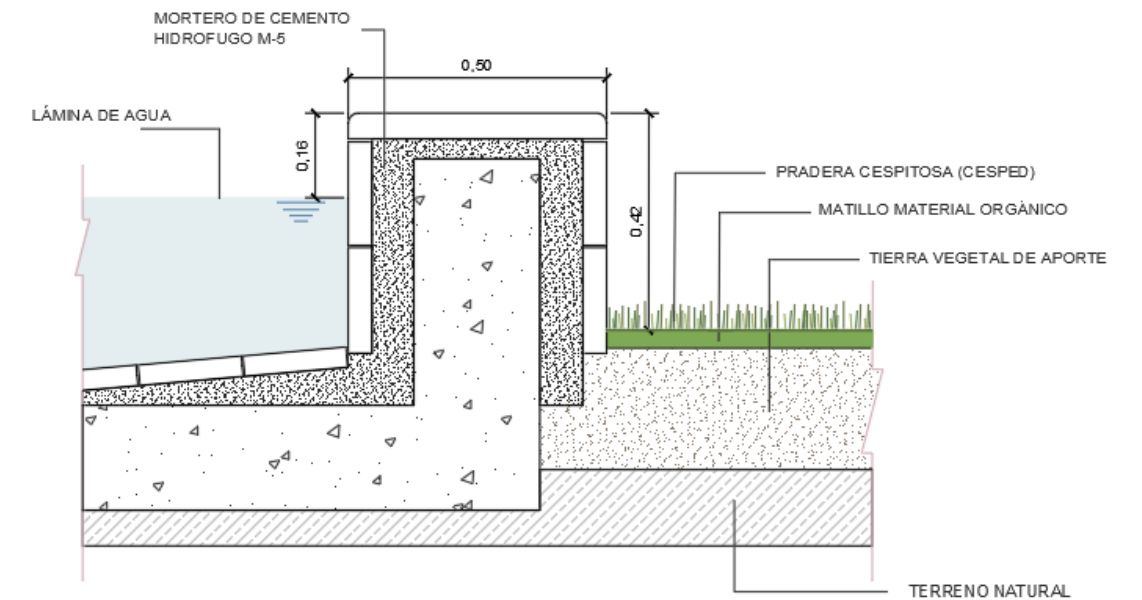 MORTERO DE CEMENTO
HIDROFUGO M-5
0,50
LÁMINA DE AGUA
0,16
0,42
PRADERA CESPITOSA (CESPED)
MATILLO MATERIAL ORGÀNICO
TIERRA VEGETAL DE APORTE
TERRENO NATURAL